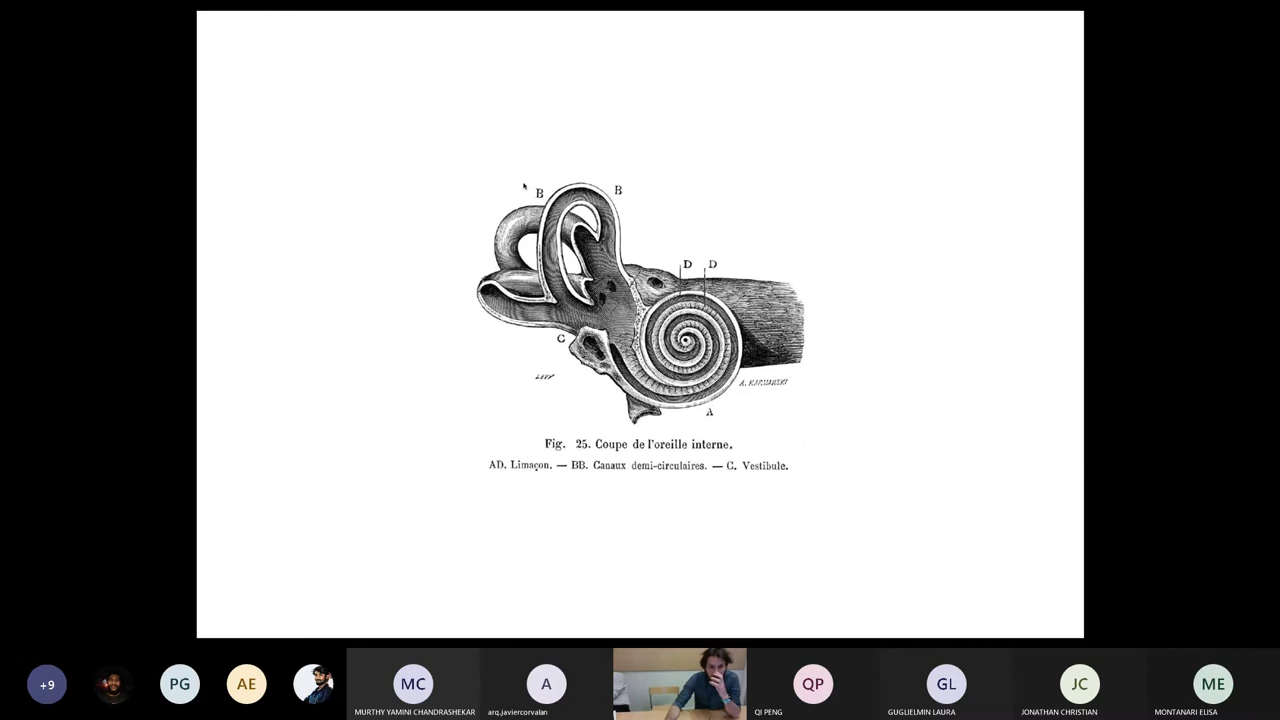 B
B
D D
C
A. 
A
Fig. 25. Coupe de l'oreille interne.
AD. Limaçon. — BB. Canaux demi-circulaires. — C. Vestibule.
+9
PG
AE
MC
MURTHY YAMINI CHANDRASHEKAR
A
arq.javiercorvalan
QP
QI PENG
GL
GUGLIELMIN LAURA
JC
JONATHAN CHRISTIAN
ME
MONTANARI ELISA